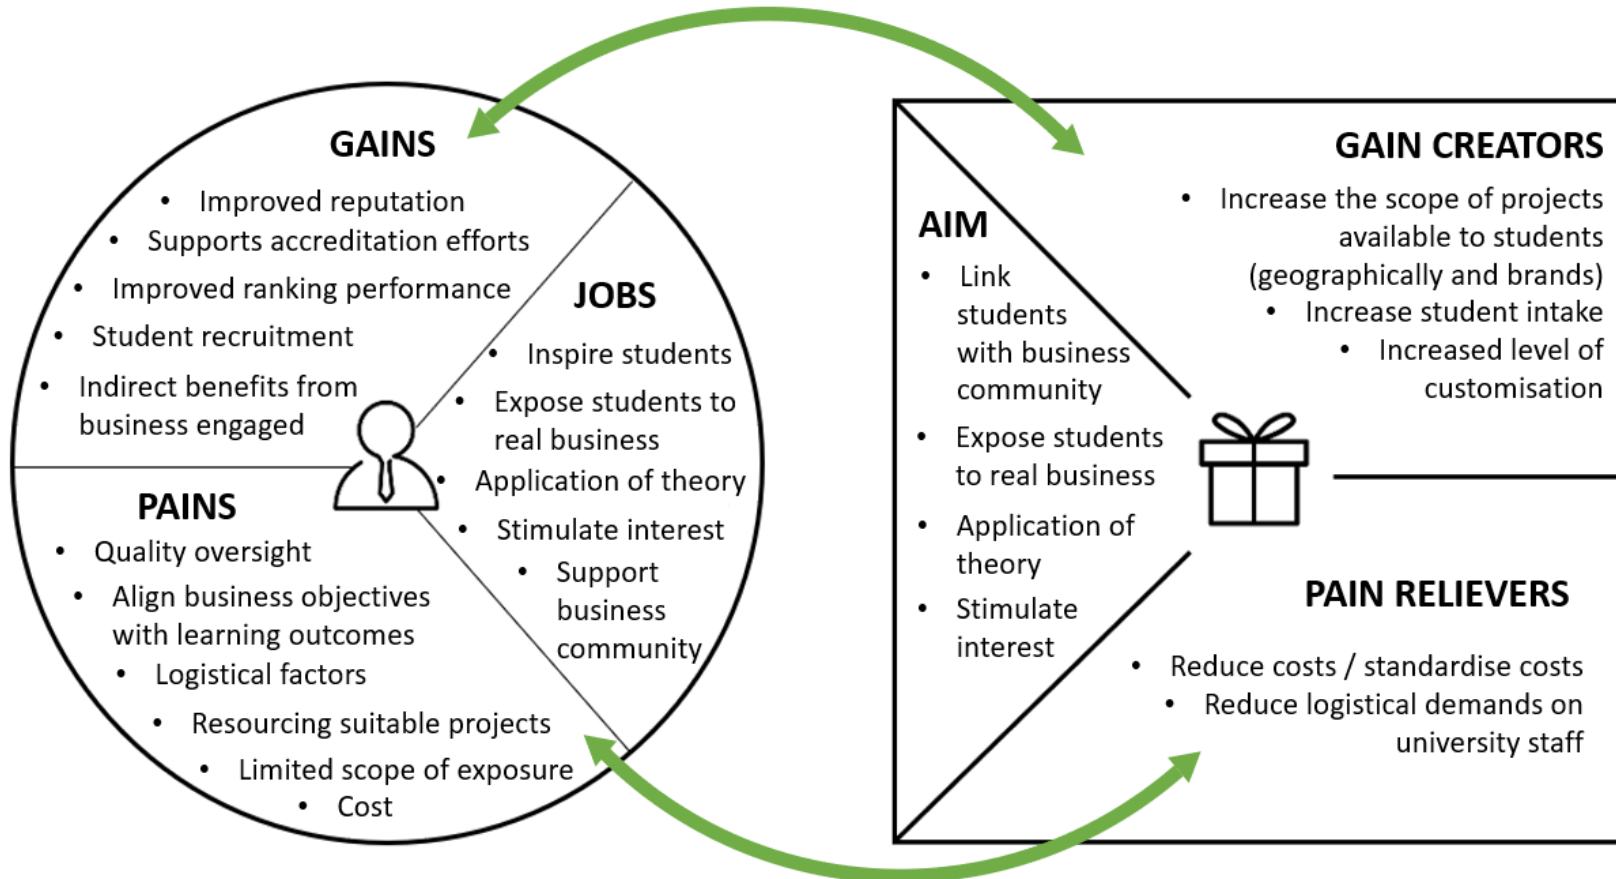 GAINS
• Improved reputation
• Supports accreditation efforts
• Improved ranking performance
• Student recruitment
• Indirect benefits from
business engaged
JOBS
• Inspire students
• Expose students to
real business
• Application of theory
• Stimulate interest
• Support
business
community
PAINS
• Quality oversight
• Align business objectives
with learning outcomes
• Logistical factors
• Resourcing suitable projects
• Limited scope of exposure
• Cost
AIM
• Link
students
with business
community
• Expose students
to real business
• Application of
theory
• Stimulate
interest
GAIN CREATORS
• Increase the scope of projects
available to students
(geographically and brands)
• Increase student intake
• Increased level of
customisation
PAIN RELIEVERS
• Reduce costs / standardise costs
• Reduce logistical demands on
university staff